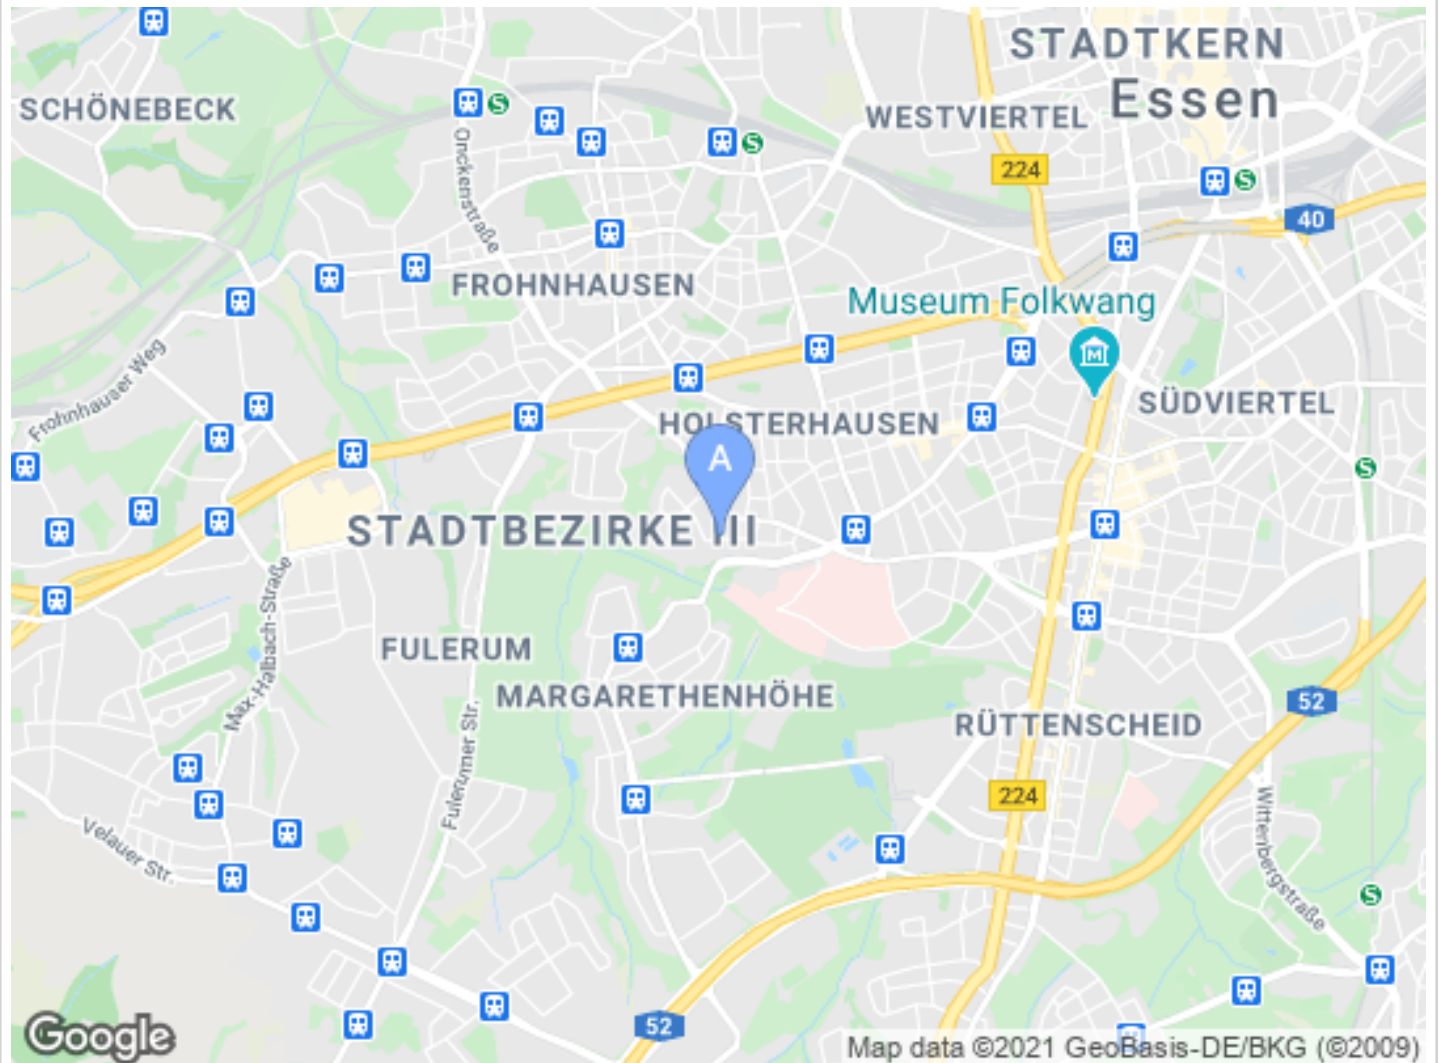 STADTKERN
Essen
SCHÖNEBECK
WESTVIERTEL
S
S
Onckenstraße
224
S
40
FROHNHAUSEN
Museum Folkwang
M
Frohnhauser Weg
SÜDVIERTEL
HOLSTERHAUSEN
A
S
STADTBEZIRKE III
Max-Halbach-Straße
FULERUM
MARGARETHENHÖHE
52
RÜTTENSCHEID
Fulerumer Str.
224
Velauer Str.
Wittenbergstraße
S
52
Google
Map data ©2021 GeoBasis-DE/BKG (©2009)